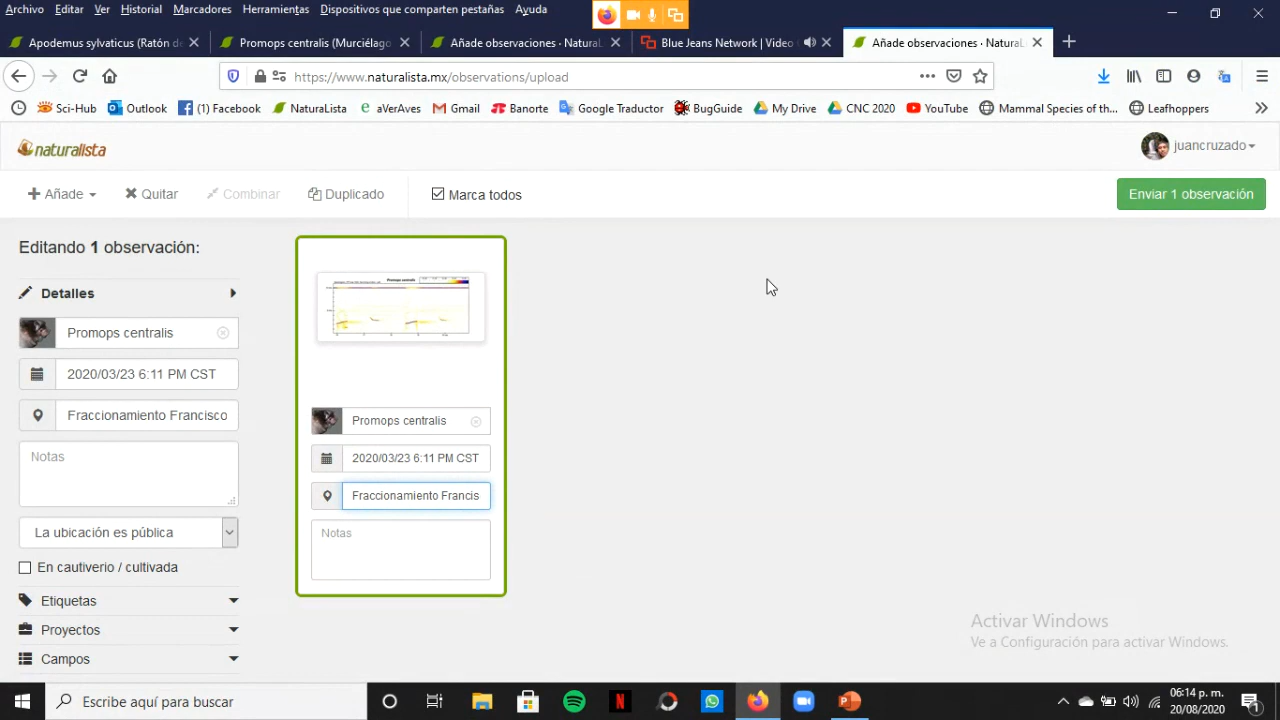 Archivo Editar Ver Historial Marcadores Herramientas Dispositivos que comparten pestañas Ayuda
Apodemus sylvaticus (Ratón de
Promops centralis (Murciélago
Añade observaciones · Natural
Blue Jeans Network | Video
Añade observaciones · Natural
https://www.naturalista.mx/observations/upload
Sci-Hub Outlook (1) Facebook NaturaLista aVerAves Gmail Banorte Google Traductor BugGuide My Drive CNC 2020 YouTube Mammal Species of th... Leafhoppers
naturalista
juancruzado
Añade Quitar Combinar Duplicado Marca todos
Enviar 1 observación
Editando 1 observación:
Detalles
Promops centralis
2020/03/23 6:11 PM CST
Fraccionamiento Francisco
Notas
La ubicación es pública
En cautiverio / cultivada
Etiquetas
Proyectos
Campos
Promops centralis
Promops centralis
2020/03/23 6:11 PM CST
Fraccionamiento Francis
Notas
Activar Windows
Ve a Configuración para activar Windows.
Escribe aquí para buscar
06:14 p. m.
20/08/2020
1